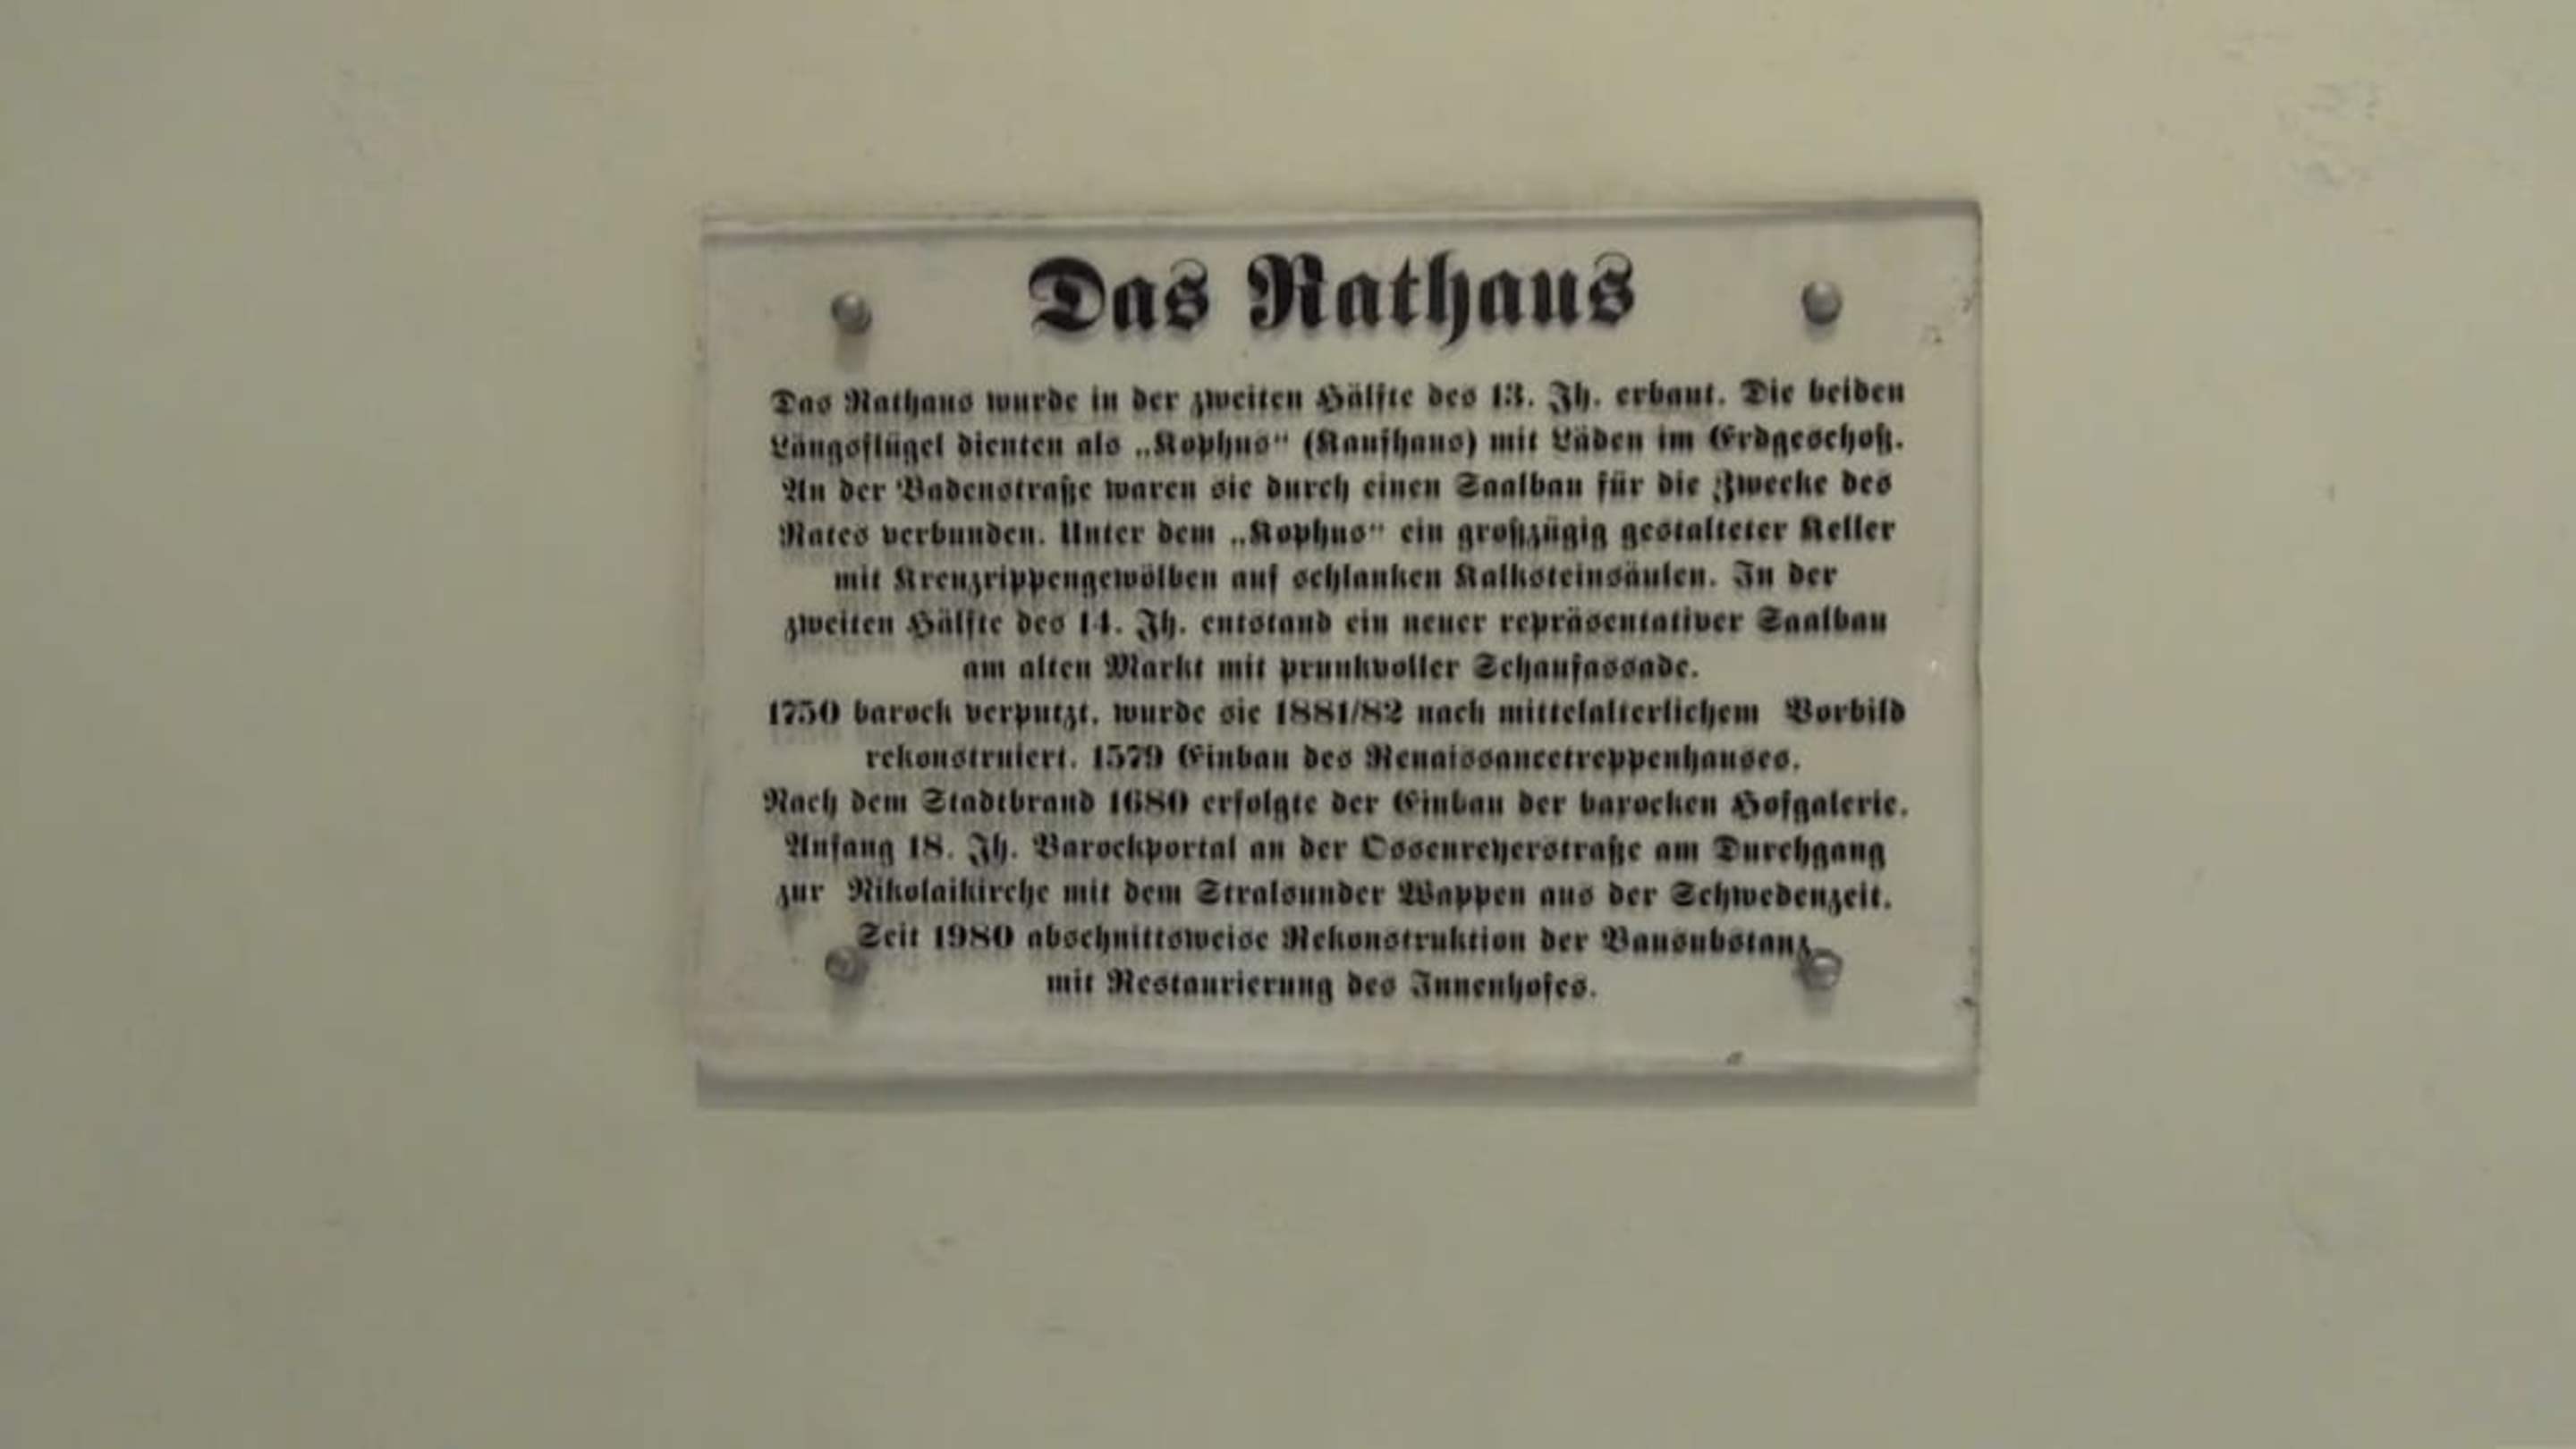 Das Rathaus
Das Rathaus wurde in der zweiten Hälfte des 13. Jh. erbaut. Die beiden
Längsflügel dienten als „Kophus“ (Kaufhaus) mit Läden im Erdgeschoß.
An der Badenstraße waren sie durch einen Saalbau für die Zwecke des
Rates verbunden. Unter dem „Kophus“ ein großzügig gestalteter Keller
mit Kreuzrippengewölben auf schlanken Kalksteinsäulen. In der
zweiten Hälfte des 14. Jh. entstand ein neuer repräsentativer Saalbau
am alten Markt mit prunkvoller Schaufassade.
1750 barock verputzt, wurde sie 1881/82 nach mittelalterlichem Vorbild
rekonstruiert. 1579 Einbau des Renaissancetreppenhauses.
Nach dem Stadtbrand 1680 erfolgte der Einbau der barocken Hofgalerie.
Anfang 18. Jh. Barockportal an der Ossenreyerstraße am Durchgang
zur Nikolaikirche mit dem Stralsunder Wappen aus der Schwedenzeit.
Seit 1980 abschnittsweise Rekonstruktion der Bausubstanz
mit Restaurierung des Innenhofes.